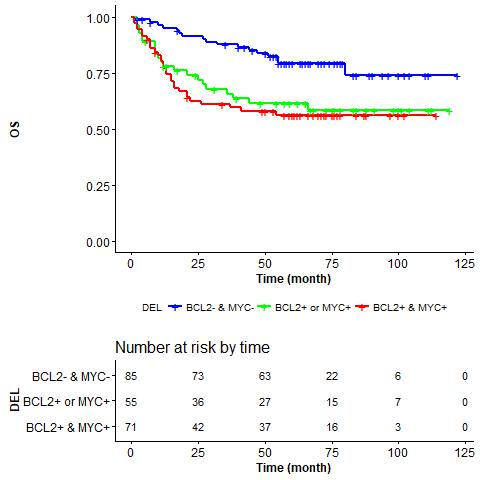 1.00
0.75
0.50
0.25
0.00
OS
0 25 50 75 100 125
Time (month)
DEL BCL2- & MYC- BCL2+ or MYC+ BCL2+ & MYC+
Number at risk by time
DEL
BCL2- & MYC- 85 73 63 22 6 0
BCL2+ or MYC+ 55 36 27 15 7 0
BCL2+ & MYC+ 71 42 37 16 3 0
0 25 50 75 100 125
Time (month)